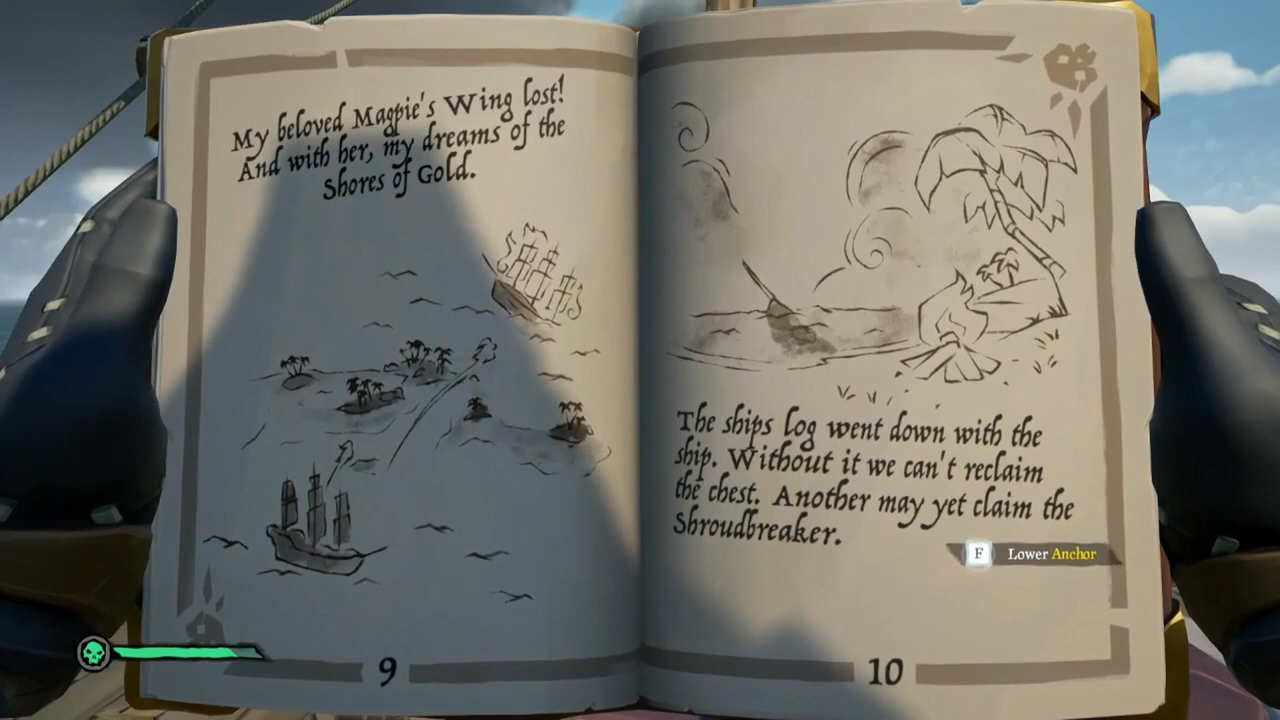 My beloved Magpie's Wing lost!
And with her, my dreams of the
Shores of Gold.
The ships log went down with the
ship. Without it we can't reclaim
the chest. Another may yet claim the
Shroudbreaker.
F Lower Anchor
9
10